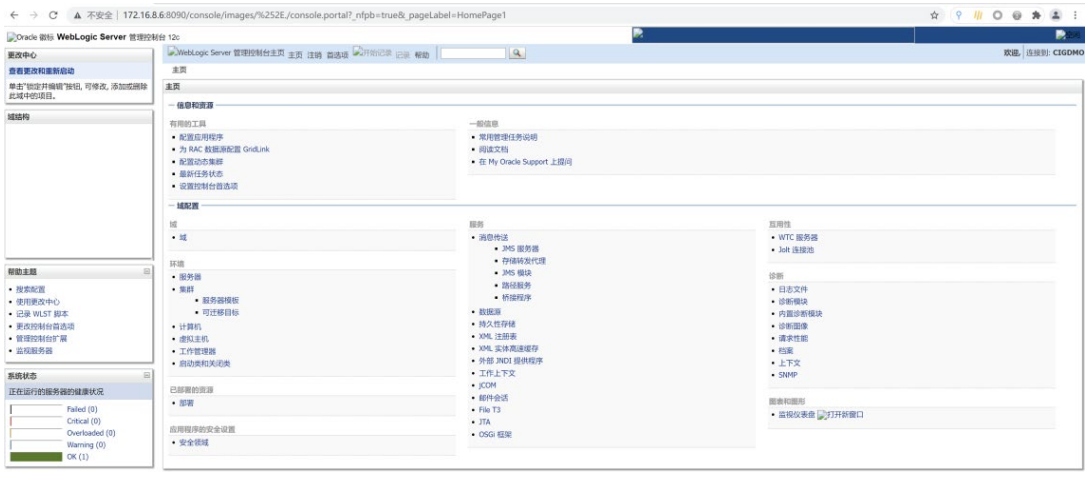 不安全 | 172.16.8.6:8090/console/images/%252E./console.portal?_nfpb=true&_pageLabel=HomePage1
Oracle 徽标 WebLogic Server 管理控制台 12c
更改中心
查看更改和重新启动
单击"锁定并编辑"按钮, 可修改, 添加或删除
此域中的项目。
域结构
帮助主题
搜索配置
使用更改中心
记录 WLST 脚本
更改控制台首选项
管理控制台扩展
监视服务器
系统状态
正在运行的服务器的健康状况
Failed (0)
Critical (0)
Overloaded (0)
Warning (0)
OK (1)
WebLogic Server 管理控制台主页 主页 注销 首选项 开始记录 记录 帮助
欢迎, 连接到: CIGDMO
主页
主页
信息和资源
有用的工具
配置应用程序
为 RAC 数据源配置 GridLink
配置动态集群
最新任务状态
设置控制台首选项
一般信息
常用管理任务说明
阅读文档
在 My Oracle Support 上提问
域配置
域
域
环境
服务器
集群
服务器模板
可迁移目标
计算机
虚拟主机
工作管理器
启动类和关闭类
已部署的资源
部署
应用程序的安全设置
安全领域
服务
消息传送
JMS 服务器
存储转发代理
JMS 模块
路径服务
桥接程序
数据源
持久性存储
XML 注册表
XML 实体高速缓存
外部 JNDI 提供程序
工作上下文
jCOM
邮件会话
File T3
JTA
OSGi 框架
互用性
WTC 服务器
Jolt 连接池
诊断
日志文件
诊断模块
内置诊断模块
诊断图像
请求性能
档案
上下文
SNMP
图表和图形
监视仪表盘 打开新窗口